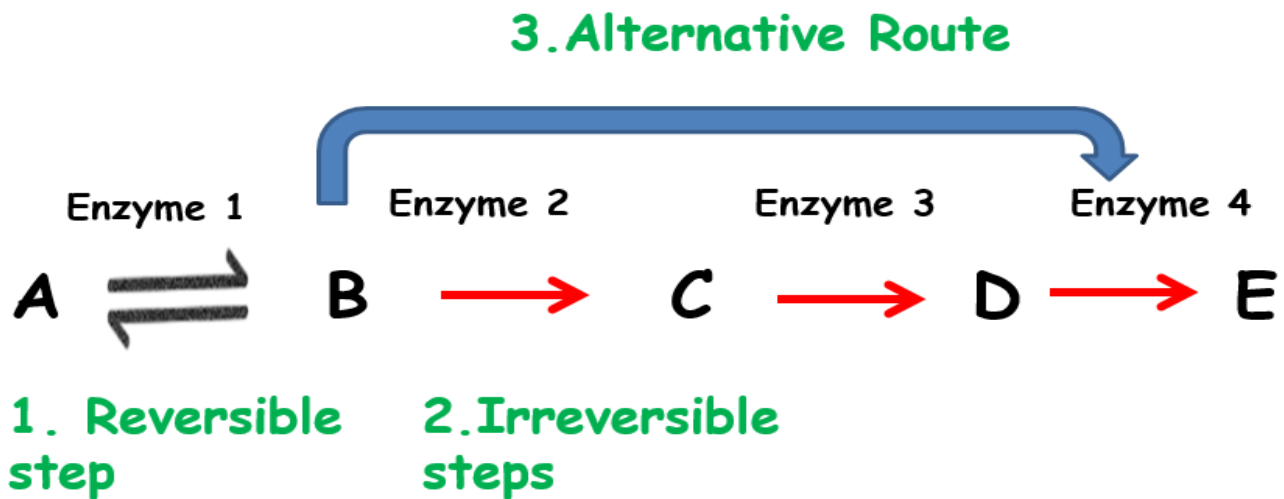 3.Alternative Route
Enzyme 1 Enzyme 2 Enzyme 3 Enzyme 4
A B C D E
1. Reversible step
2.Irreversible steps